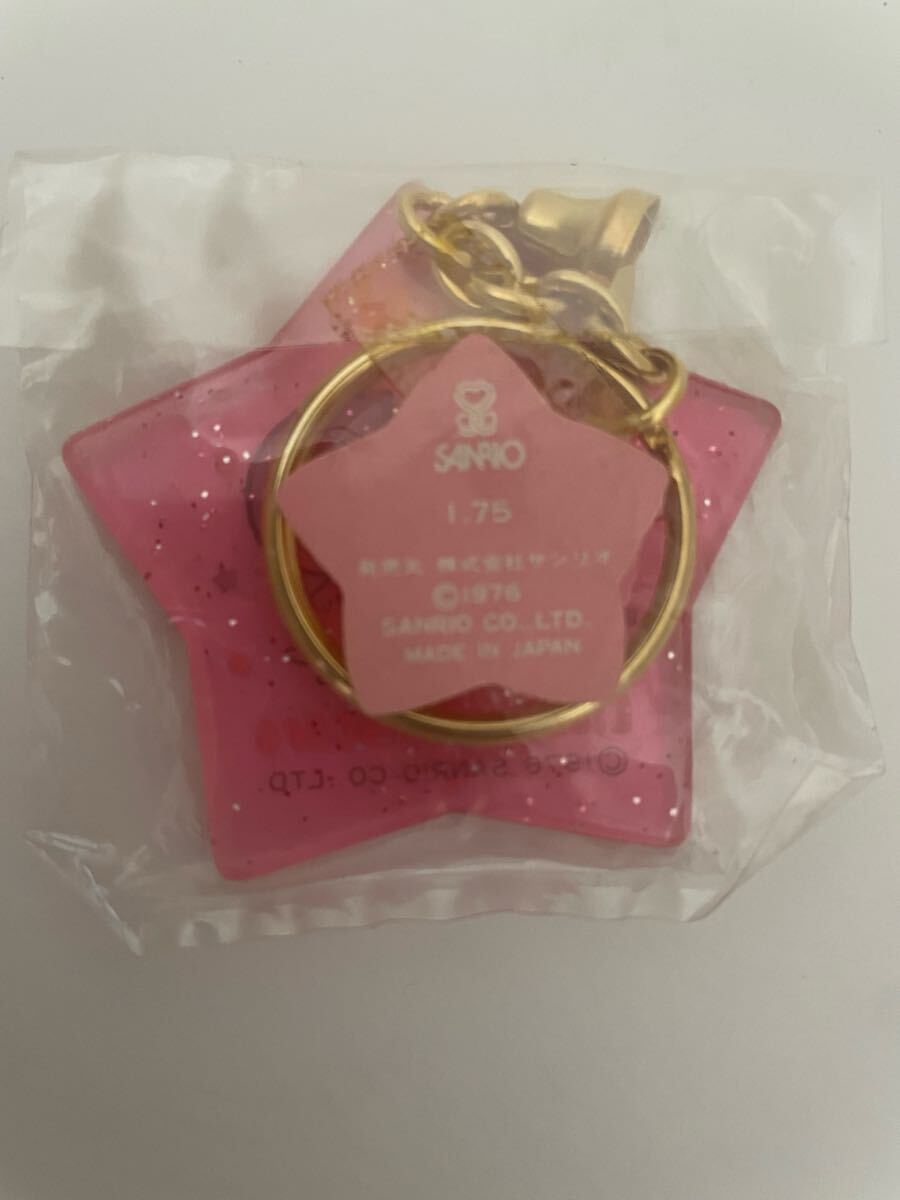 SANRIO
1.75
発売元 株式会社サンリオ
©1976
SANRIO CO., LTD.
MADE IN JAPAN
©1976 SANRIO CO. LTD.